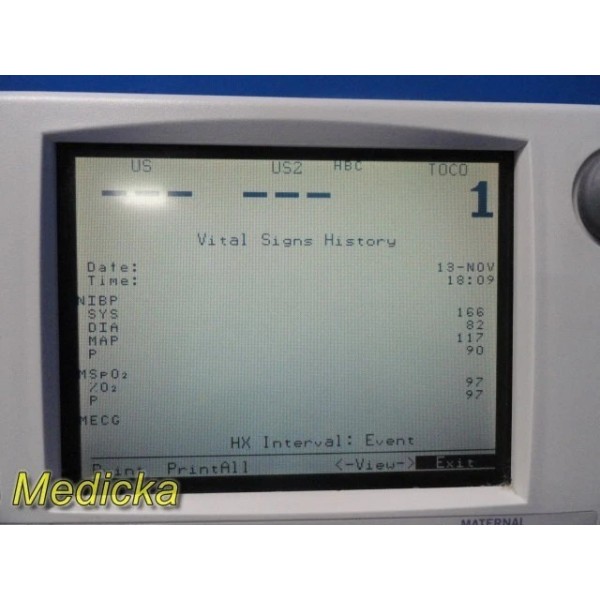 US US2 HBC TOCO
--- --- 1
Vital Signs History
Date: 13-NOV
Time: 18:09
NIBP
SYS 166
DIA 82
MAP 117
P 90
MSpO₂
%O₂ 97
P 97
MECG
HX Interval: Event
Print PrintAll <-View-> Exit
Medicka
MATERNAL